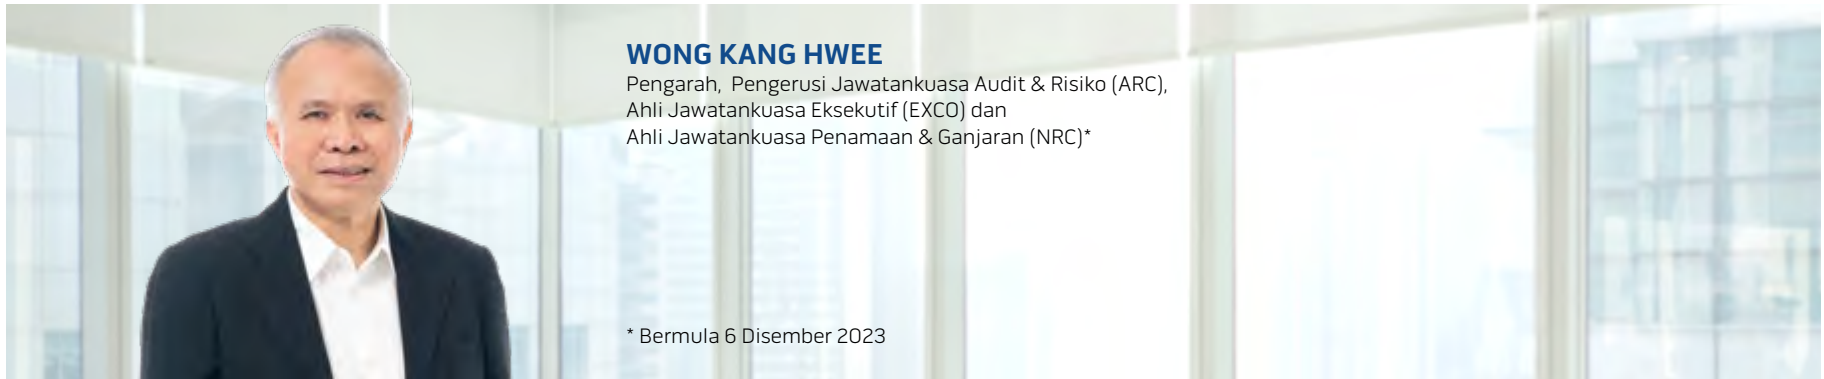 WONG KANG HWEE
Pengarah,  Pengerusi Jawatankuasa Audit & Risiko (ARC),
Ahli Jawatankuasa Eksekutif (EXCO) dan
Ahli Jawatankuasa Penamaan & Ganjaran (NRC)*
* Bermula 6 Disember 2023